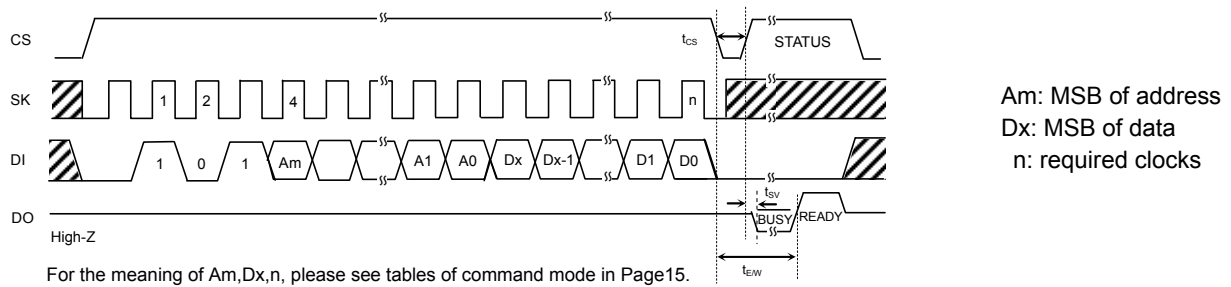 CS
tCS
STATUS
SK
1
2
4
n
DI
1
0
1
Am
A1
A0
Dx
Dx-1
D1
D0
tSV
DO
BUSY
READY
High-Z
tE/W
For the meaning of Am,Dx,n, please see tables of command mode in Page15.
Am: MSB of address
Dx: MSB of data
n: required clocks